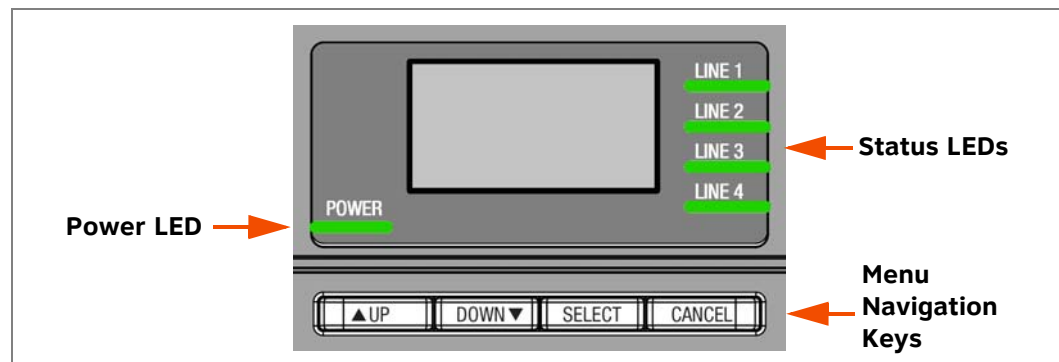 LINE 1
LINE 2
LINE 3
Status LEDs
LINE 4
POWER
Power LED
Menu
Navigation
Keys
▲UP
DOWN▼
SELECT
CANCEL